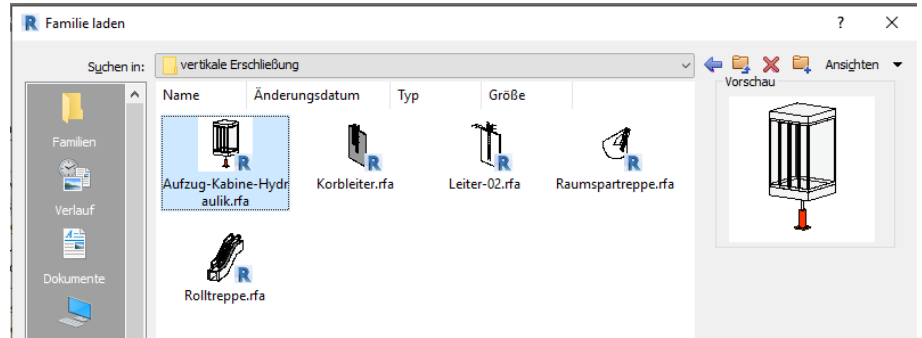 R Familie laden ? ×
Suchen in: vertikale Erschließung Ansichten
Vorschau
Name Änderungsdatum Typ Größe
Familien
Verlauf
Dokumente
Aufzug-Kabine-Hydr
aulik.rfa
Korbleiter.rfa
Leiter-02.rfa
Raumspartreppe.rfa
Rolltreppe.rfa